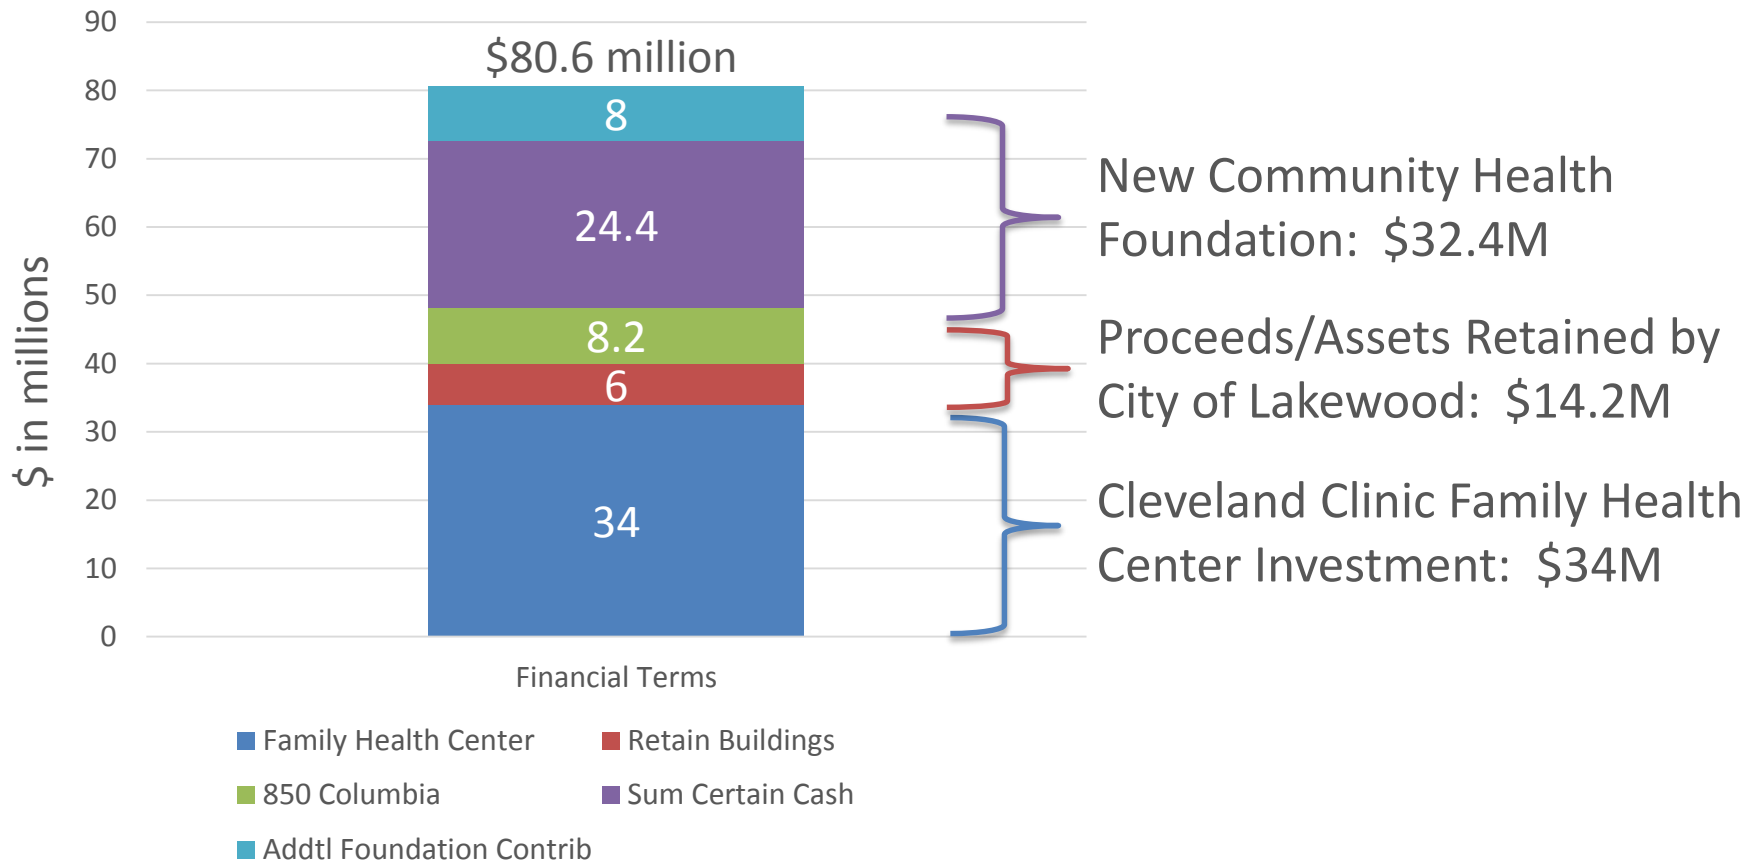 90
80
70
60
50
40
30
20
10
0
$ in millions
$80.6 million
8
24.4
8.2
6
34
Financial Terms
New Community Health
Foundation: $32.4M
Proceeds/Assets Retained by
City of Lakewood: $14.2M
Cleveland Clinic Family Health
Center Investment: $34M
Family Health Center
Retain Buildings
850 Columbia
Sum Certain Cash
Addtl Foundation Contrib